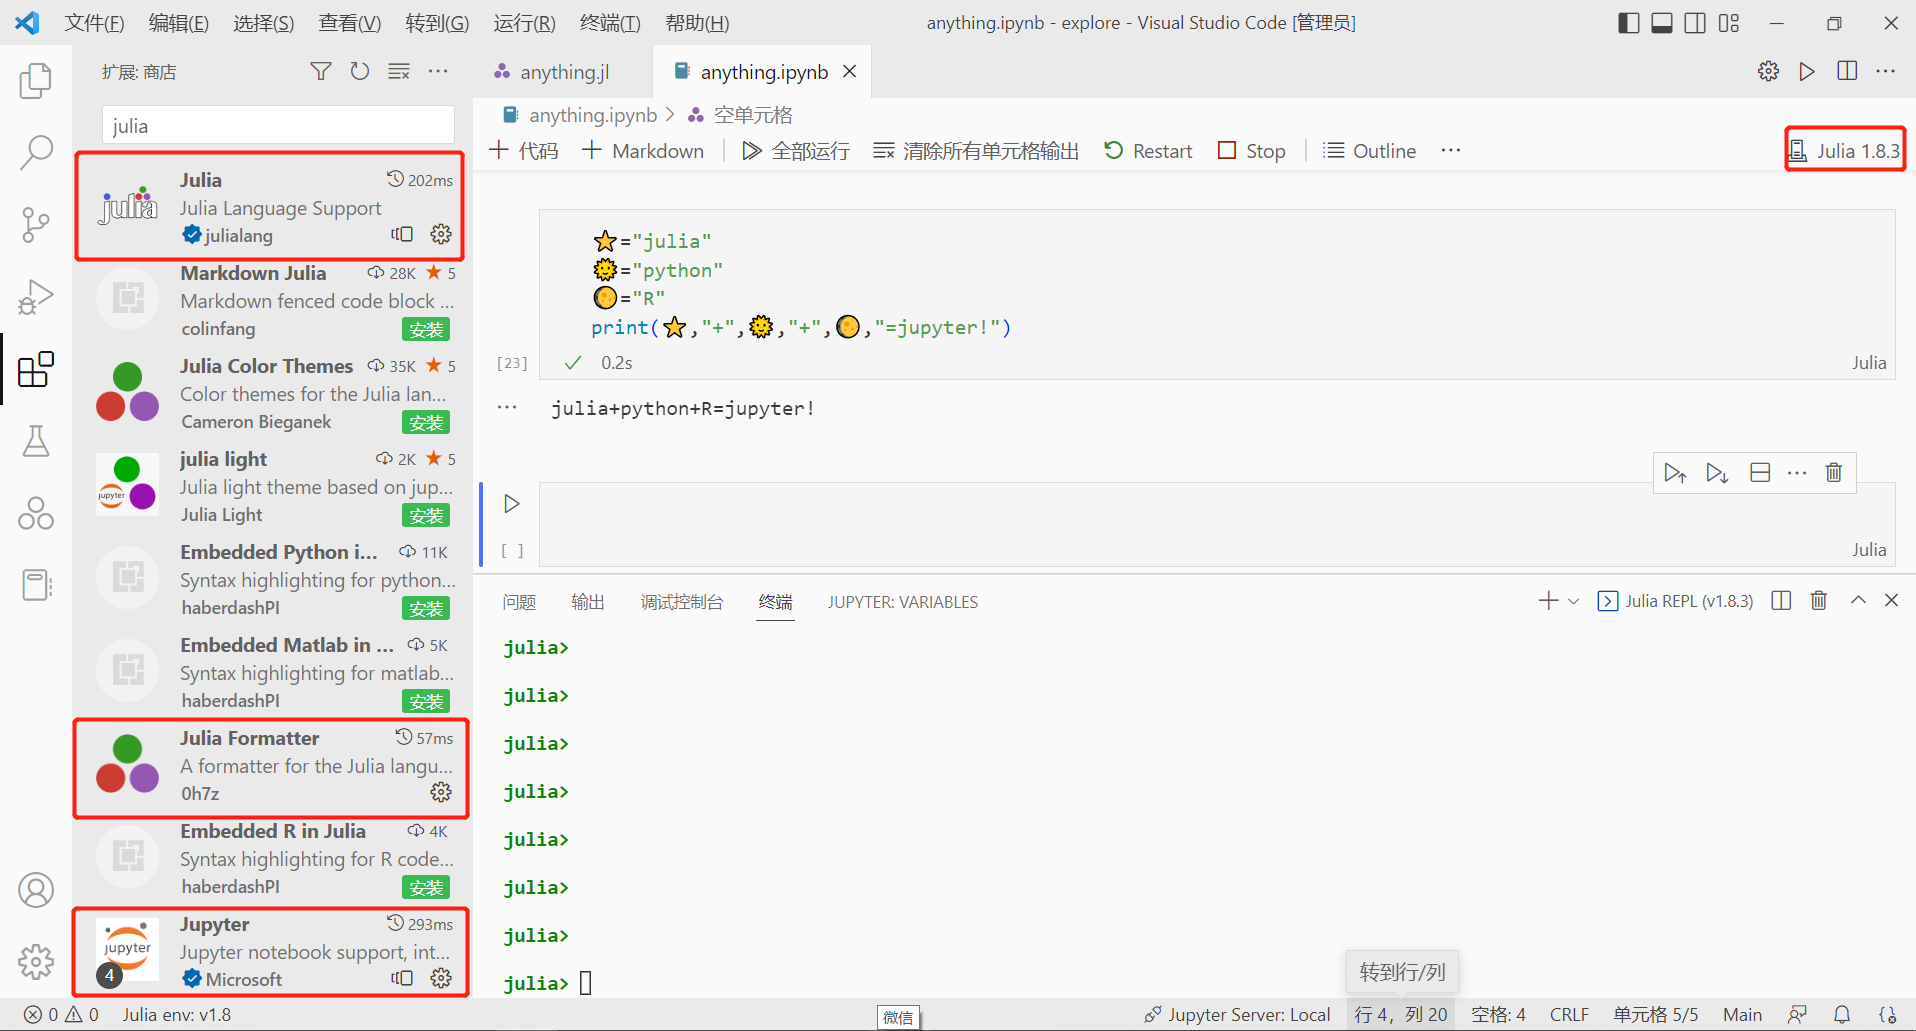 文件(F) 编辑(E) 选择(S) 查看(V) 转到(G) 运行(R) 终端(T) 帮助(H) anything.ipynb - explore - Visual Studio Code [管理员]
扩展: 商店
julia
julia
Julia 202ms
Julia Language Support
julialang
Markdown Julia 28K 5
Markdown fenced code block ...
colinfang 安装
Julia Color Themes 35K 5
Color themes for the Julia lan...
Cameron Bieganek 安装
jupyter
julia light 2K 5
Julia light theme based on jup...
Julia Light 安装
Embedded Python i... 11K
Syntax highlighting for python...
haberdashPI 安装
Embedded Matlab in ... 5K
Syntax highlighting for matlab...
haberdashPI 安装
Julia Formatter 57ms
A formatter for the Julia langu...
0h7z
Embedded R in Julia 4K
Syntax highlighting for R code...
haberdashPI 安装
jupyter
4
Jupyter 293ms
Jupyter notebook support, int...
Microsoft
anything.jl anything.ipynb
anything.ipynb > 空单元格
代码 Markdown 全部运行 清除所有单元格输出 Restart Stop Outline ... Julia 1.8.3
⭐="julia"
🌞="python"
🌕="R"
print(⭐,"+",🌞,"+",🌕,"=jupyter!")
[23] 0.2s Julia
julia+python+R=jupyter!
[ ] Julia
问题 输出 调试控制台 终端 JUPYTER: VARIABLES Julia REPL (v1.8.3)
julia>
julia>
julia>
julia>
julia>
julia>
julia>
julia>
转到行/列
0 0 Julia env: v1.8 微信 Jupyter Server: Local 行 4，列 20 空格: 4 CRLF 单元格 5/5 Main